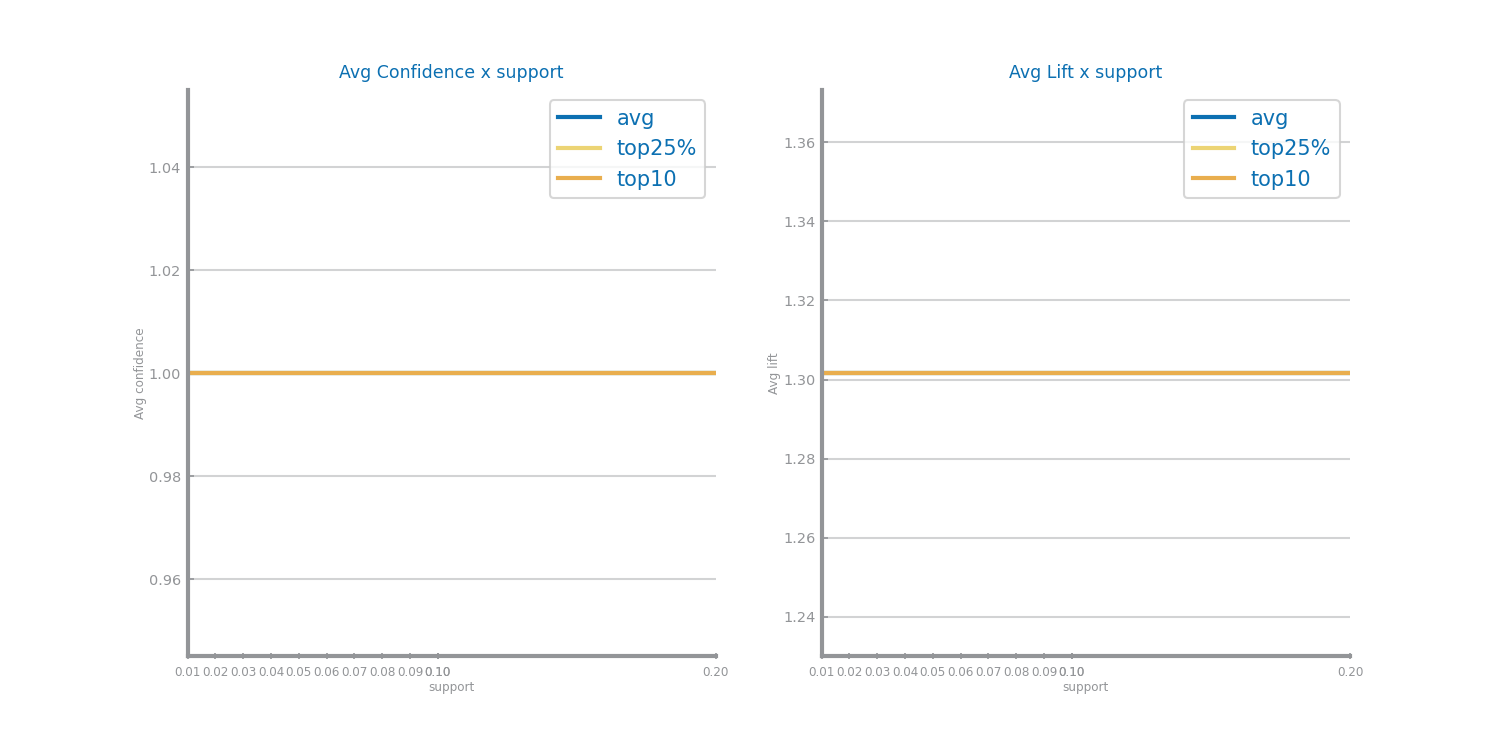 Avg Confidence x support
avg
top25%
top10
1.04
1.02
1.00
0.98
0.96
Avg confidence
0.01 0.02 0.03 0.04 0.05 0.06 0.07 0.08 0.09 0.10 0.20
support
Avg Lift x support
avg
top25%
top10
1.36
1.34
1.32
1.30
1.28
1.26
1.24
Avg lift
0.01 0.02 0.03 0.04 0.05 0.06 0.07 0.08 0.09 0.10 0.20
support